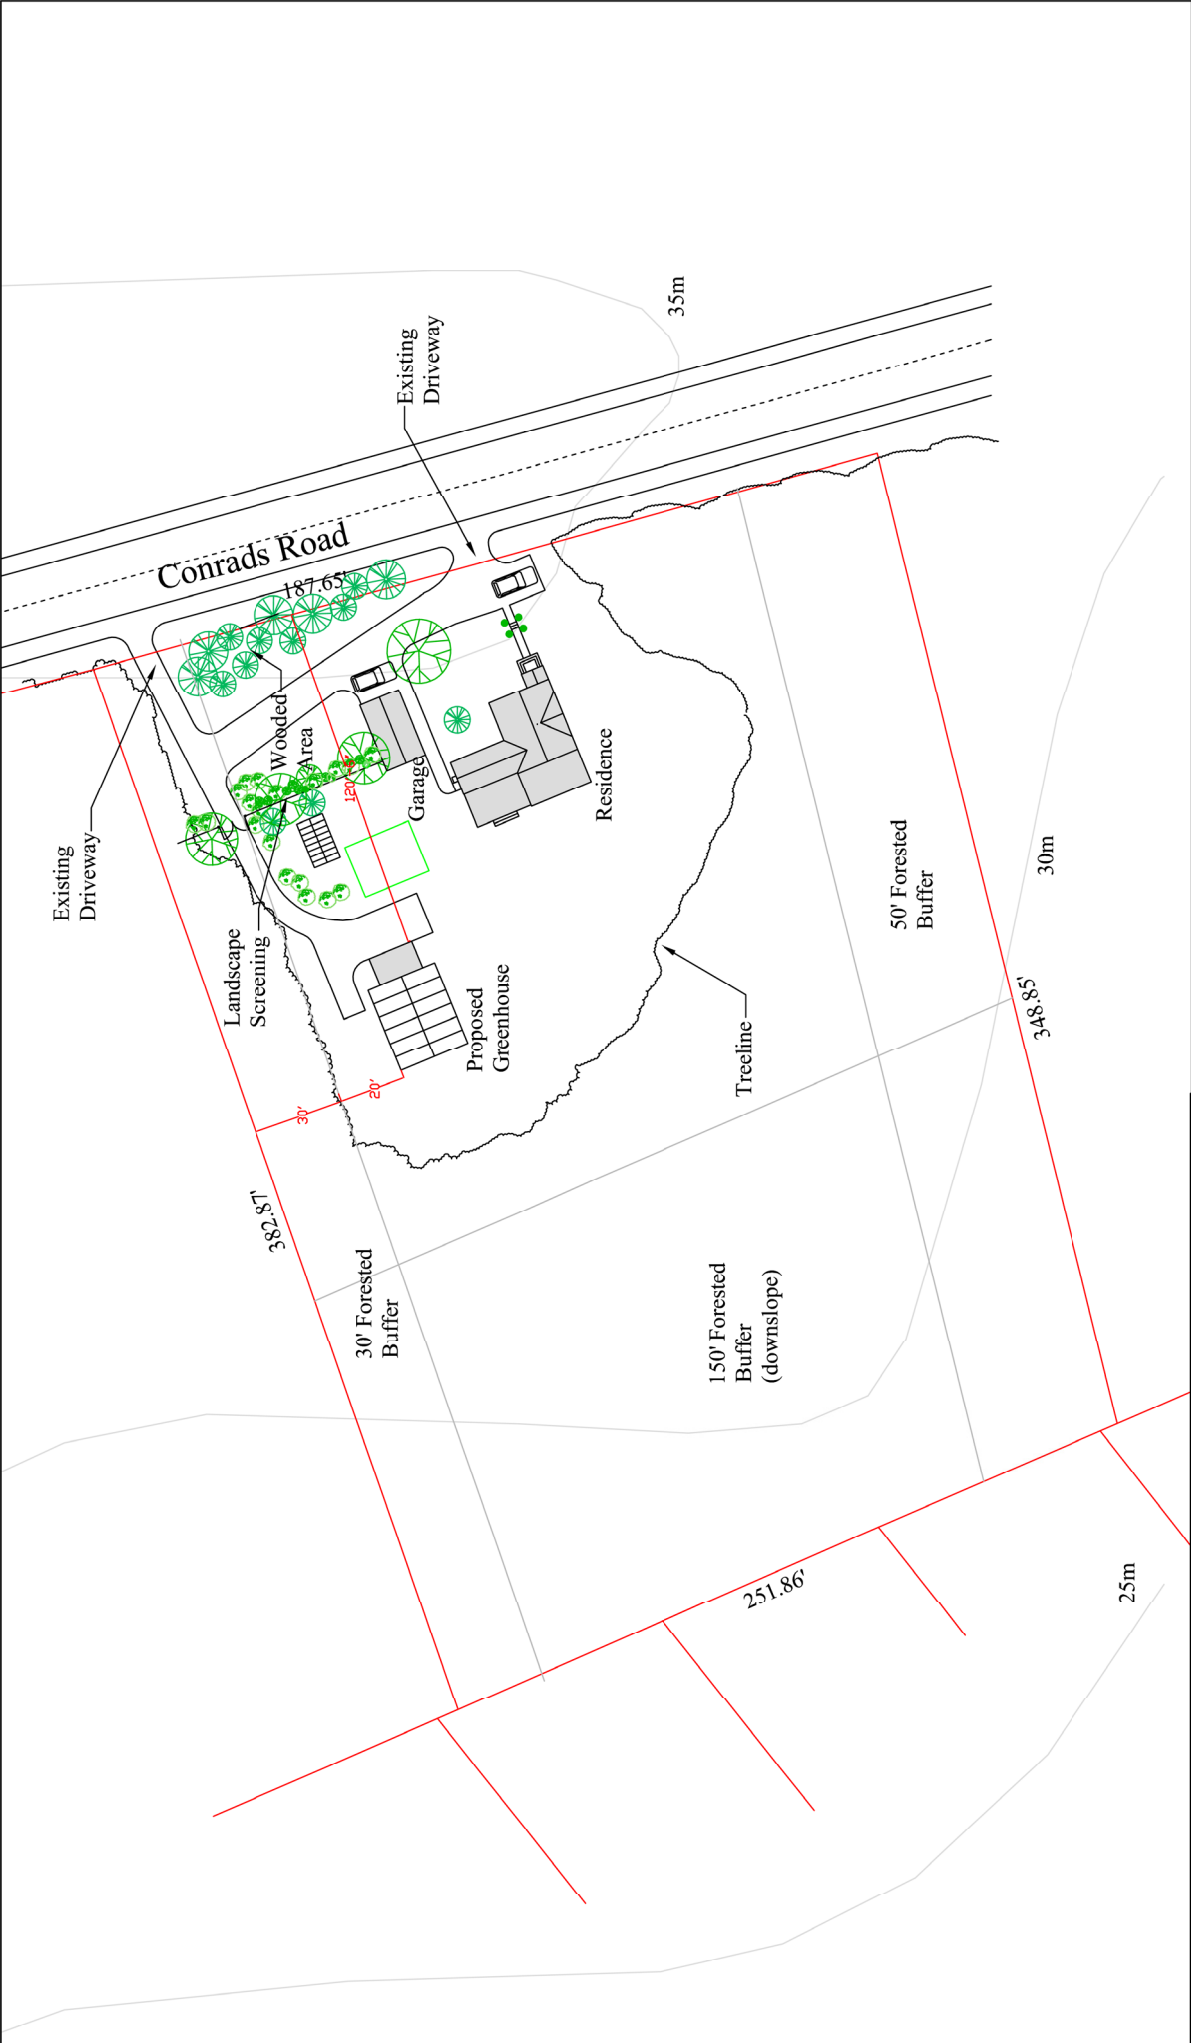 35m
Existing
Driveway
Conrads Road
187.65'
Wooded
Area
Garage
Residence
Existing
Driveway
Landscape
Screening
Proposed
Greenhouse
50' Forested
Buffer
30m
348.85'
Treeline
20'
30'
382.87'
30' Forested
Buffer
150' Forested
Buffer
(downslope)
251.86'
25m